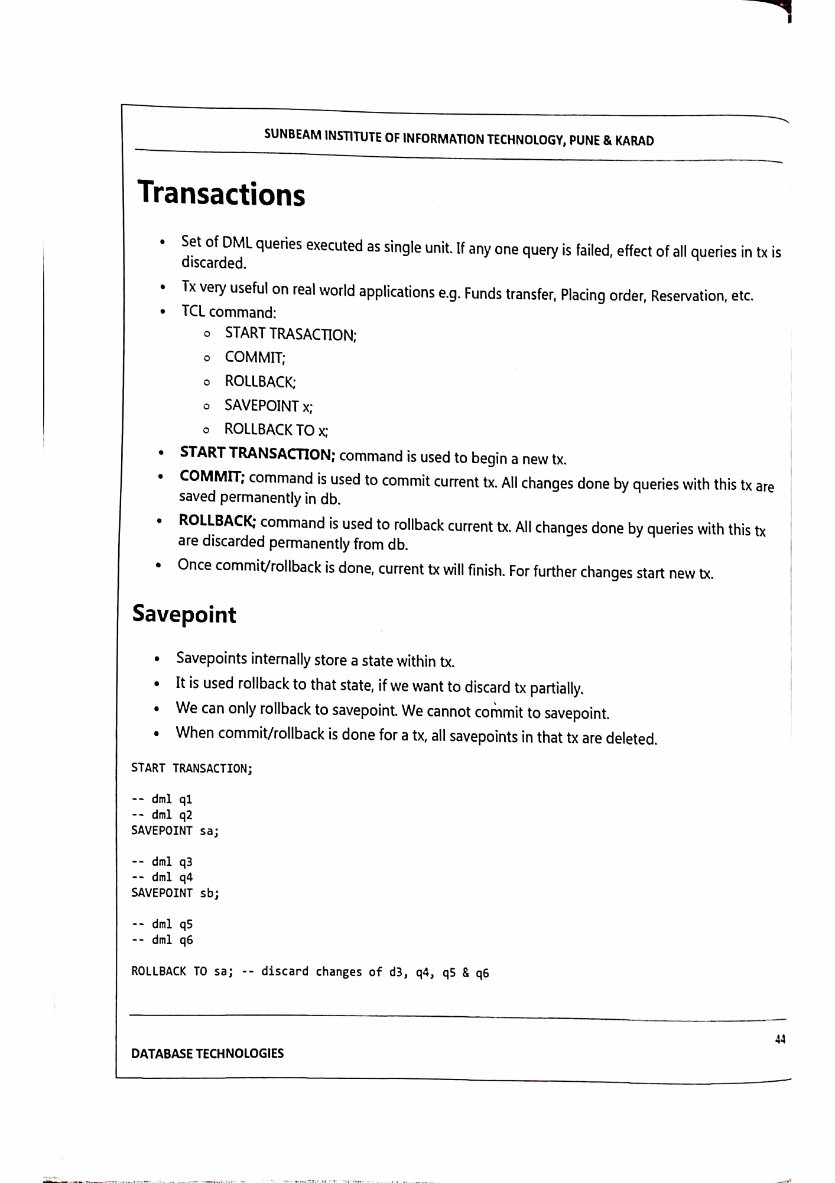 SUNBEAM INSTITUTE OF INFORMATION TECHNOLOGY, PUNE & KARAD
Transactions
• Set of DML queries executed as single unit. If any one query is failed, effect of all queries in tx is
discarded.
• Tx very useful on real world applications e.g. Funds transfer, Placing order, Reservation, etc.
• TCL command:
o START TRASACTION;
o COMMIT;
o ROLLBACK;
o SAVEPOINT x;
o ROLLBACK TO x;
• START TRANSACTION; command is used to begin a new tx.
• COMMIT; command is used to commit current tx. All changes done by queries with this tx are
saved permanently in db.
• ROLLBACK; command is used to rollback current tx. All changes done by queries with this tx
are discarded permanently from db.
• Once commit/rollback is done, current tx will finish. For further changes start new tx.
Savepoint
• Savepoints internally store a state within tx.
• It is used rollback to that state, if we want to discard tx partially.
• We can only rollback to savepoint. We cannot commit to savepoint.
• When commit/rollback is done for a tx, all savepoints in that tx are deleted.
START TRANSACTION;
-- dml q1
-- dml q2
SAVEPOINT sa;
-- dml q3
-- dml q4
SAVEPOINT sb;
-- dml q5
-- dml q6
ROLLBACK TO sa; -- discard changes of d3, q4, q5 & q6
44
DATABASE TECHNOLOGIES